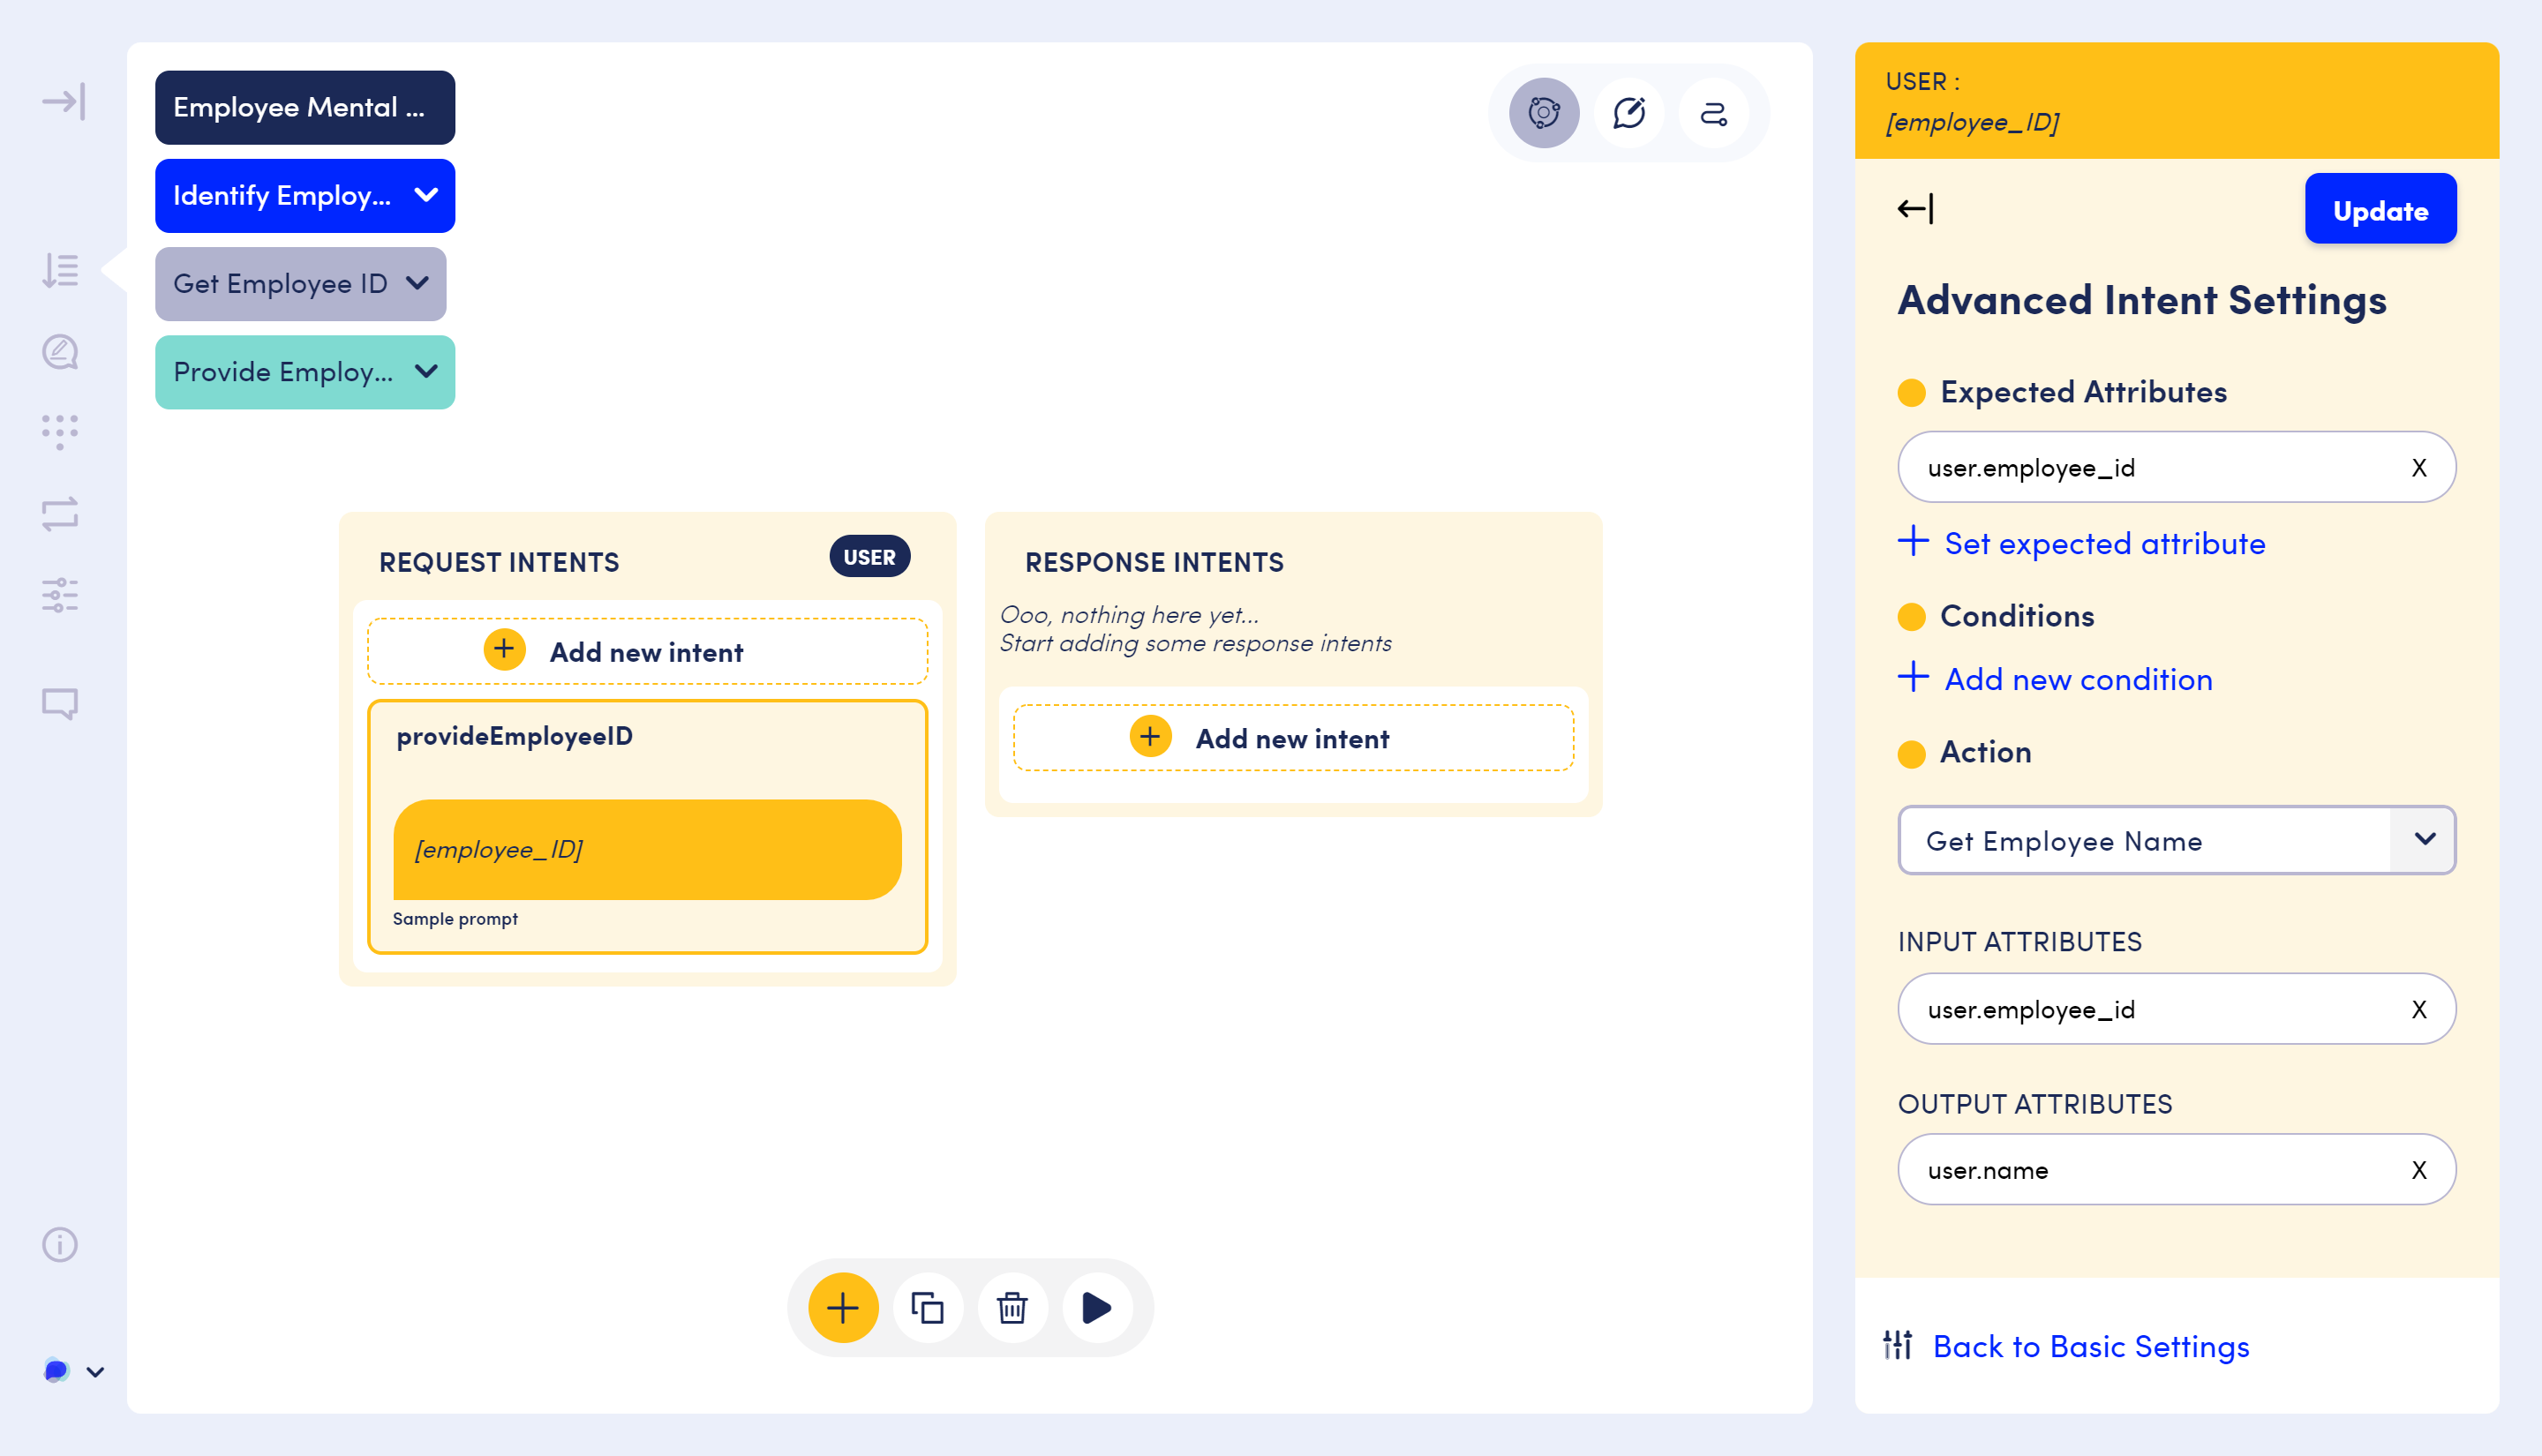 Employee Mental ...
Identify Employ...
Get Employee ID
Provide Employ...
REQUEST INTENTS
USER
Add new intent
provideEmployeeID
[employee_ID]
Sample prompt
RESPONSE INTENTS
Ooo, nothing here yet...
Start adding some response intents
Add new intent
USER :
[employee_ID]
Update
Advanced Intent Settings
Expected Attributes
user.employee_id X
Set expected attribute
Conditions
Add new condition
Action
Get Employee Name
INPUT ATTRIBUTES
user.employee_id X
OUTPUT ATTRIBUTES
user.name X
Back to Basic Settings